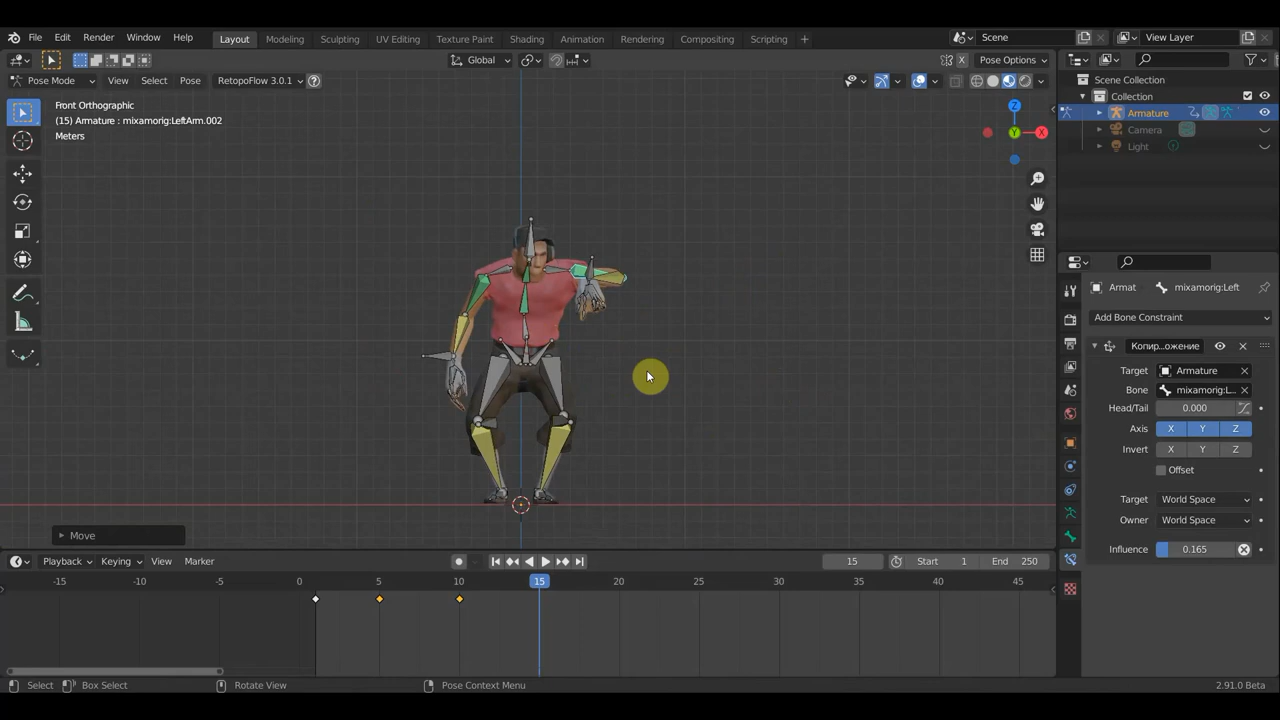 File Edit Render Window Help Layout Modeling Sculpting UV Editing Texture Paint Shading Animation Rendering Compositing Scripting + Scene View Layer
Global X Pose Options
Pose Mode View Select Pose RetopoFlow 3.0.1 ?
Scene Collection
Collection
Armature
Camera
Light
Front Orthographic
(15) Armature : mixamorig:LeftArm.002
Meters
Z
Y
X
Armat mixamorig:Left
Add Bone Constraint
Копир...ожение
Target Armature
Bone mixamorig:L...
Head/Tail 0.000
Axis X Y Z
Invert X Y Z
Offset
Target World Space
Owner World Space
Influence 0.165
Move
Playback Keying View Marker 15 Start 1 End 250
-15 -10 -5 0 5 10 15 20 25 30 35 40 45
Select Box Select Rotate View Pose Context Menu 2.91.0 Beta